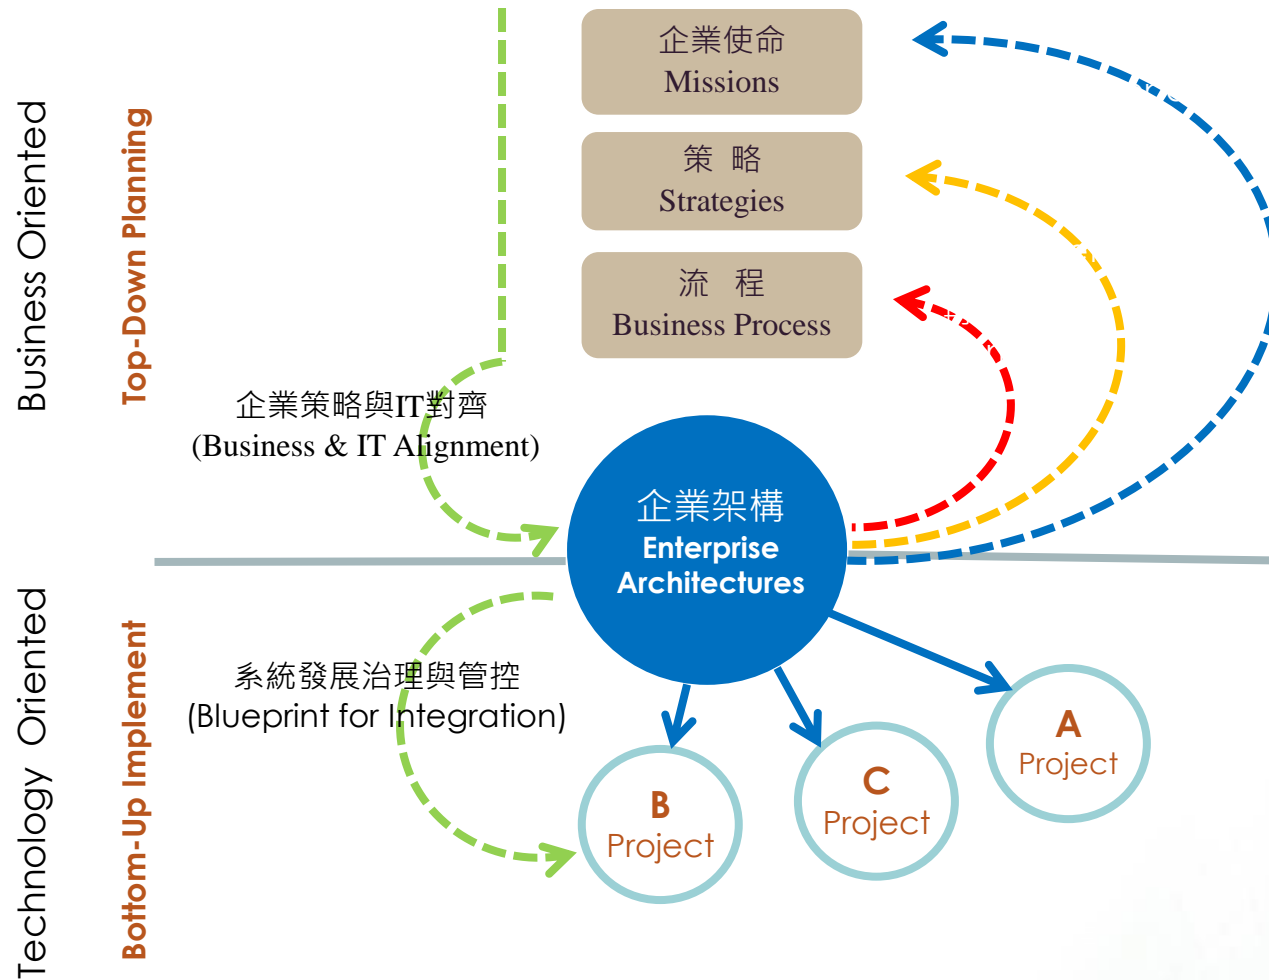 Business Oriented
Top-Down Planning
企業使命
Missions
策 略
Strategies
流 程
Business Process
企業策略與IT對齊
(Business & IT Alignment)
企業架構
Enterprise
Architectures
Technology Oriented
Bottom-Up Implement
系統發展治理與管控
(Blueprint for Integration)
A
Project
C
Project
B
Project